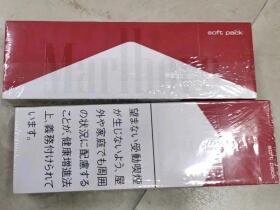 soft pack
Marlboro
望まない受動喫煙
が生じないよう、屋
外や家庭でも周囲
の状況に配慮する
ことが、健康増進法
上、義務付けられて
います。
soft pack